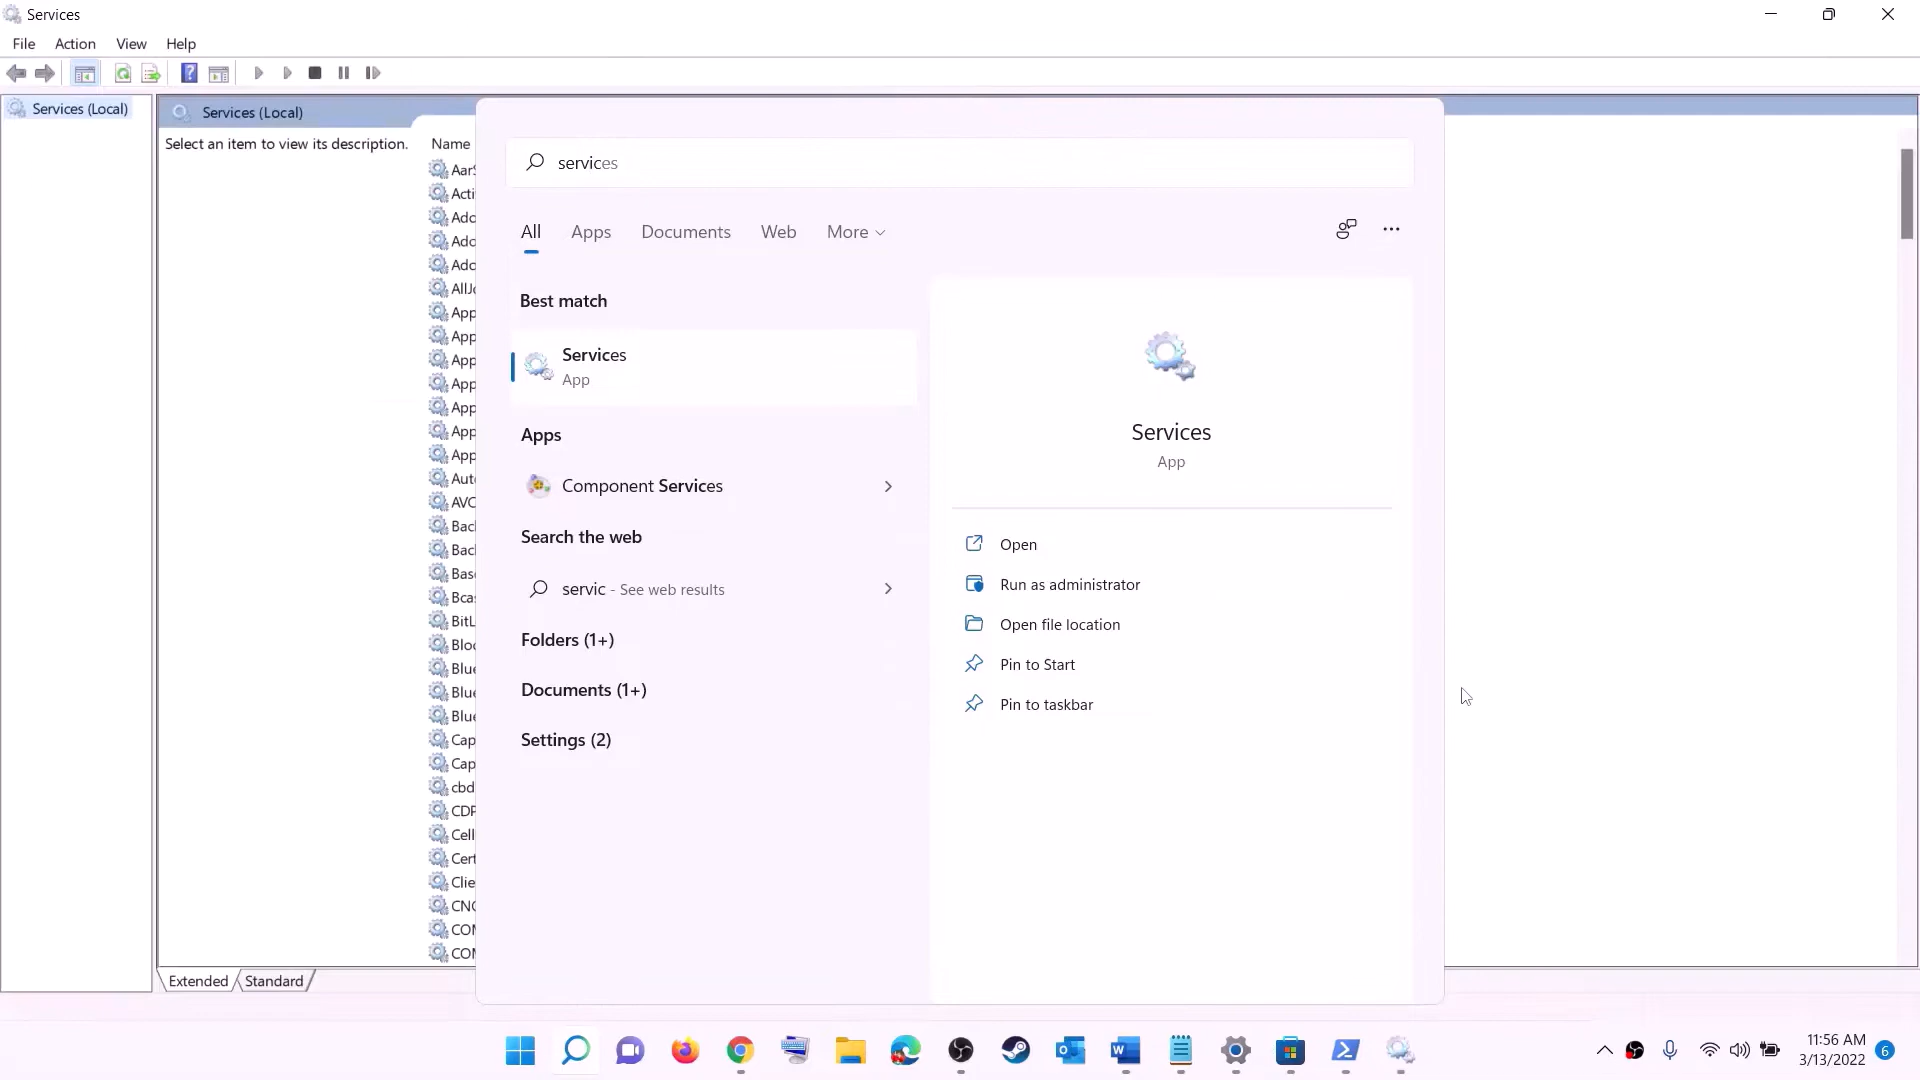 Services
File Action View Help
Services (Local)
Services (Local)
Select an item to view its description.
Name
services
All Apps Documents Web More
Best match
Services
App
Apps
Component Services
Search the web
servic - See web results
Folders (1+)
Documents (1+)
Settings (2)
Services
App
Open
Run as administrator
Open file location
Pin to Start
Pin to taskbar
Extended Standard
11:56 AM
3/13/2022
6